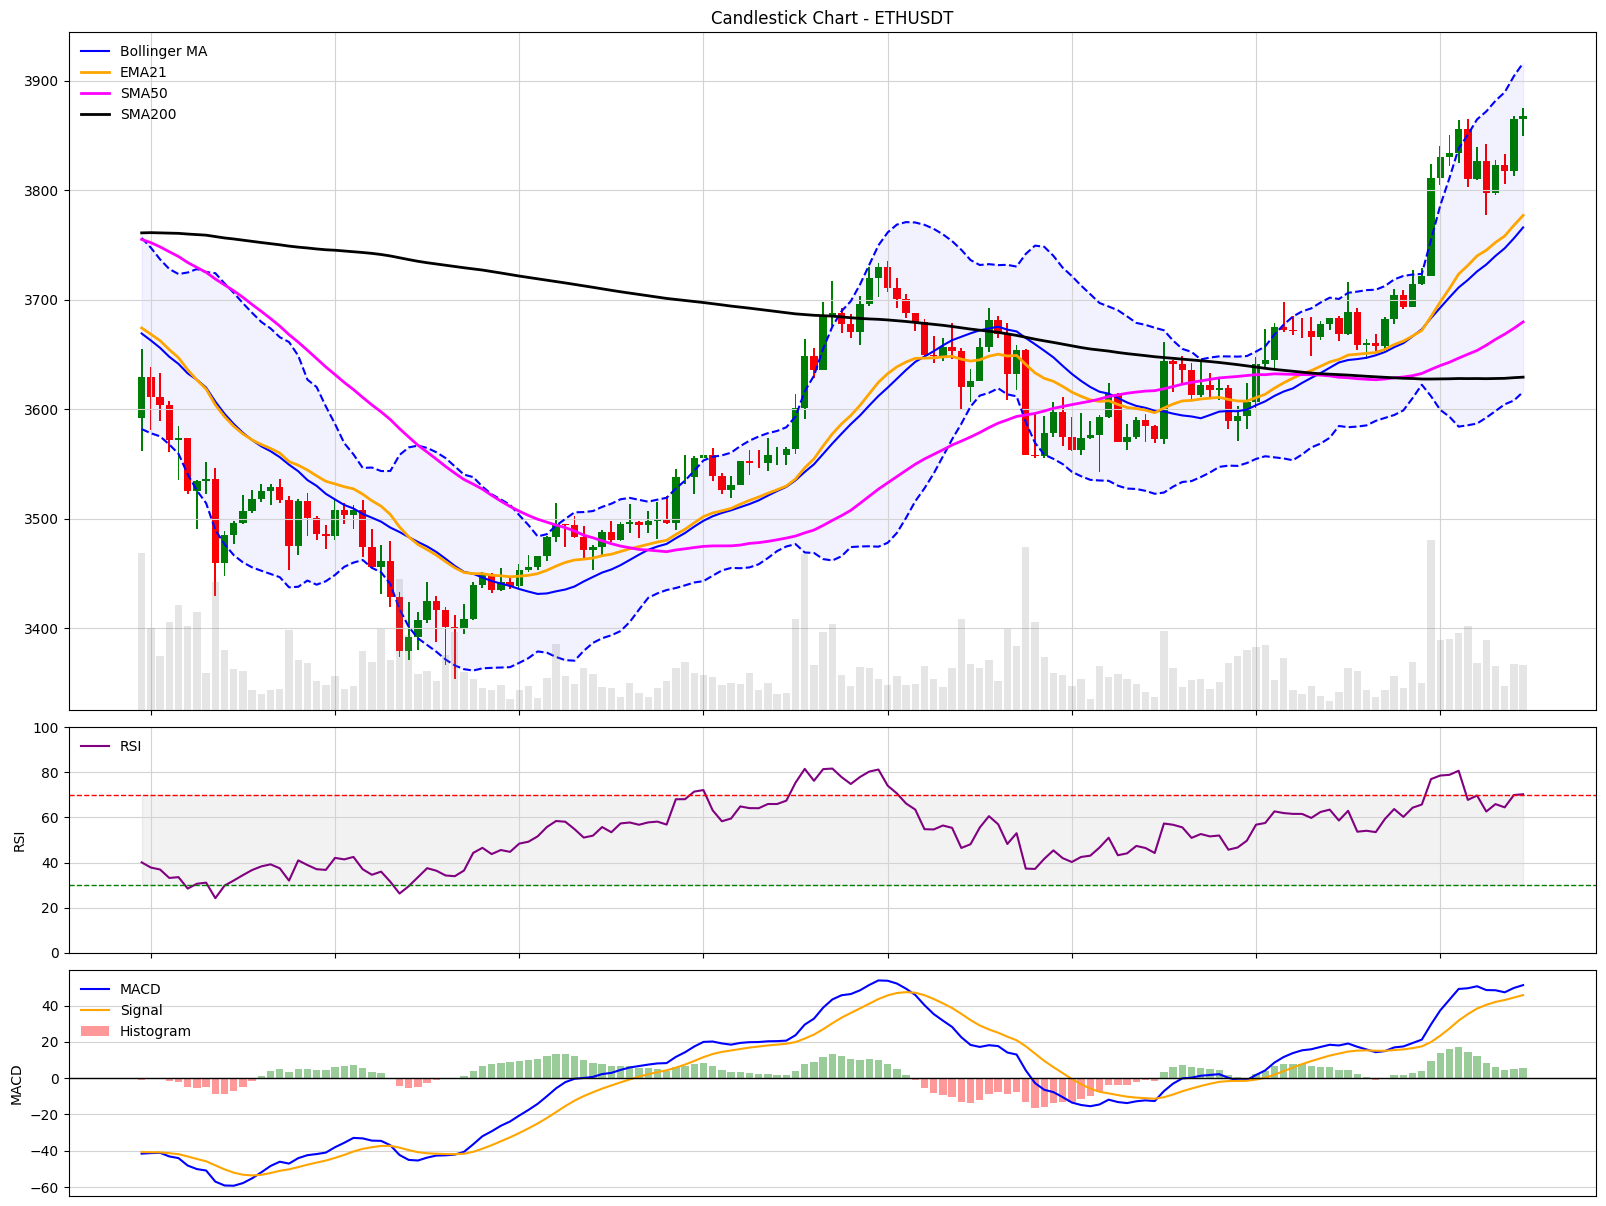 Candlestick Chart - ETHUSDT
Bollinger MA
EMA21
SMA50
SMA200
3900
3800
3700
3600
3500
3400
RSI
100
80
60
40
20
0
RSI
MACD
Signal
Histogram
40
20
0
−20
−40
−60
MACD